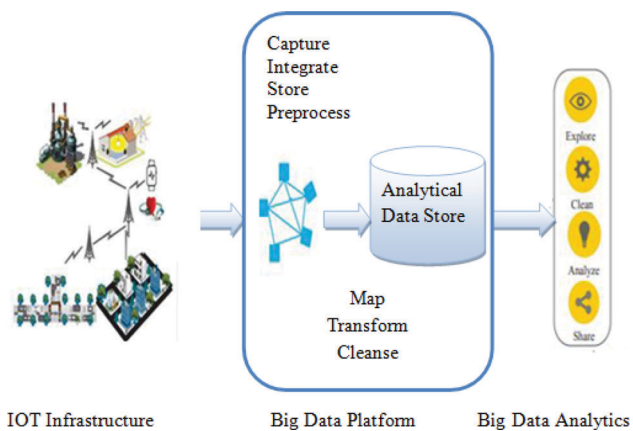 Capture
Integrate
Store
Preprocess
Analytical
Data Store
Map
Transform
Cleanse
Explore
Clean
Analyze
Share
IOT Infrastructure
Big Data Platform
Big Data Analytics